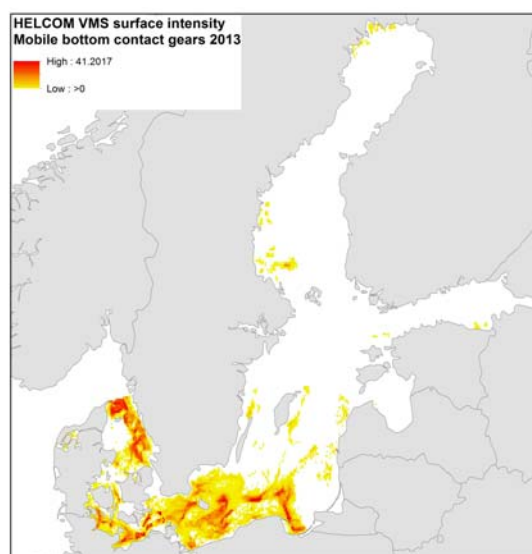 HELCOM VMS surface intensity
Mobile bottom contact gears 2013
High : 41.2017
Low : >0